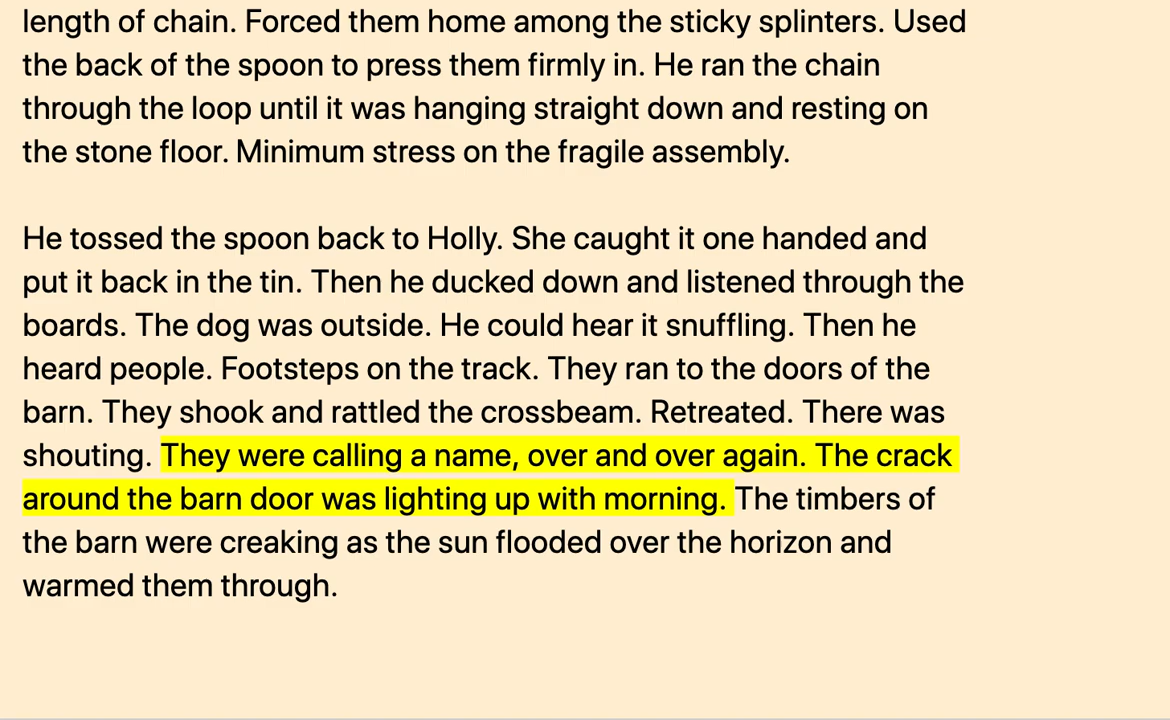 length of chain. Forced them home among the sticky splinters. Used
the back of the spoon to press them firmly in. He ran the chain
through the loop until it was hanging straight down and resting on
the stone floor. Minimum stress on the fragile assembly.
He tossed the spoon back to Holly. She caught it one handed and
put it back in the tin. Then he ducked down and listened through the
boards. The dog was outside. He could hear it snuffling. Then he
heard people. Footsteps on the track. They ran to the doors of the
barn. They shook and rattled the crossbeam. Retreated. There was
shouting. They were calling a name, over and over again. The crack
around the barn door was lighting up with morning. The timbers of
the barn were creaking as the sun flooded over the horizon and
warmed them through.